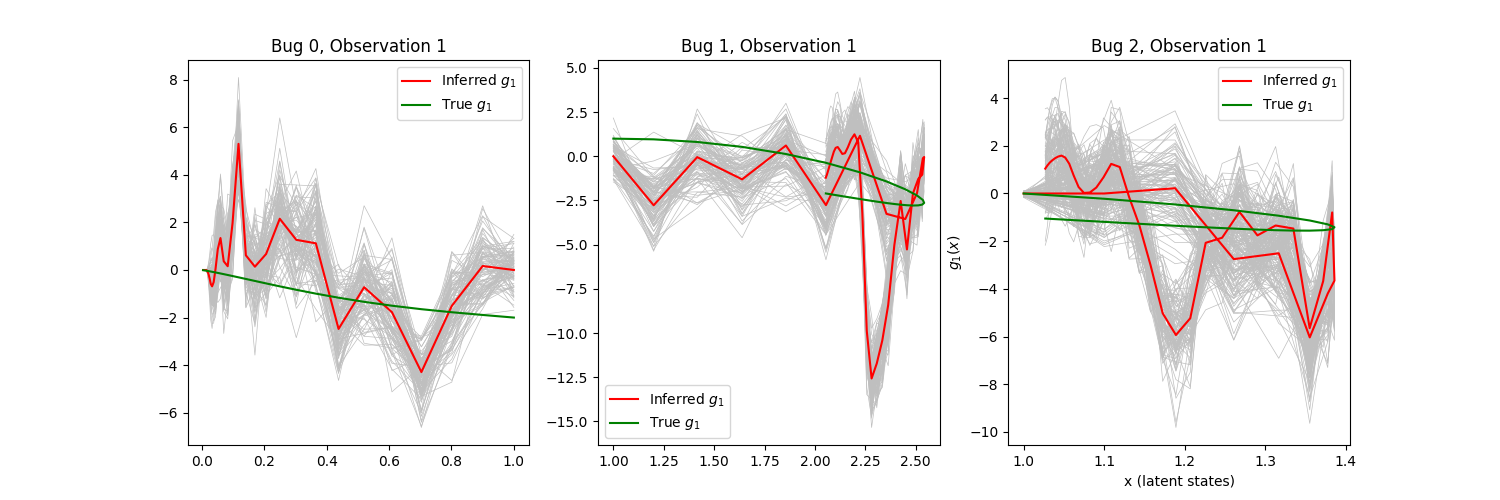 Bug 0, Observation 1
8
6
4
2
0
−2
−4
−6
0.0 0.2 0.4 0.6 0.8 1.0
Inferred g₁
True g₁
Bug 1, Observation 1
5.0
2.5
0.0
−2.5
−5.0
−7.5
−10.0
−12.5
−15.0
1.00 1.25 1.50 1.75 2.00 2.25 2.50
Inferred g₁
True g₁
Bug 2, Observation 1
g₁(x)
4
2
0
−2
−4
−6
−8
−10
1.0 1.1 1.2 1.3 1.4
x (latent states)
Inferred g₁
True g₁